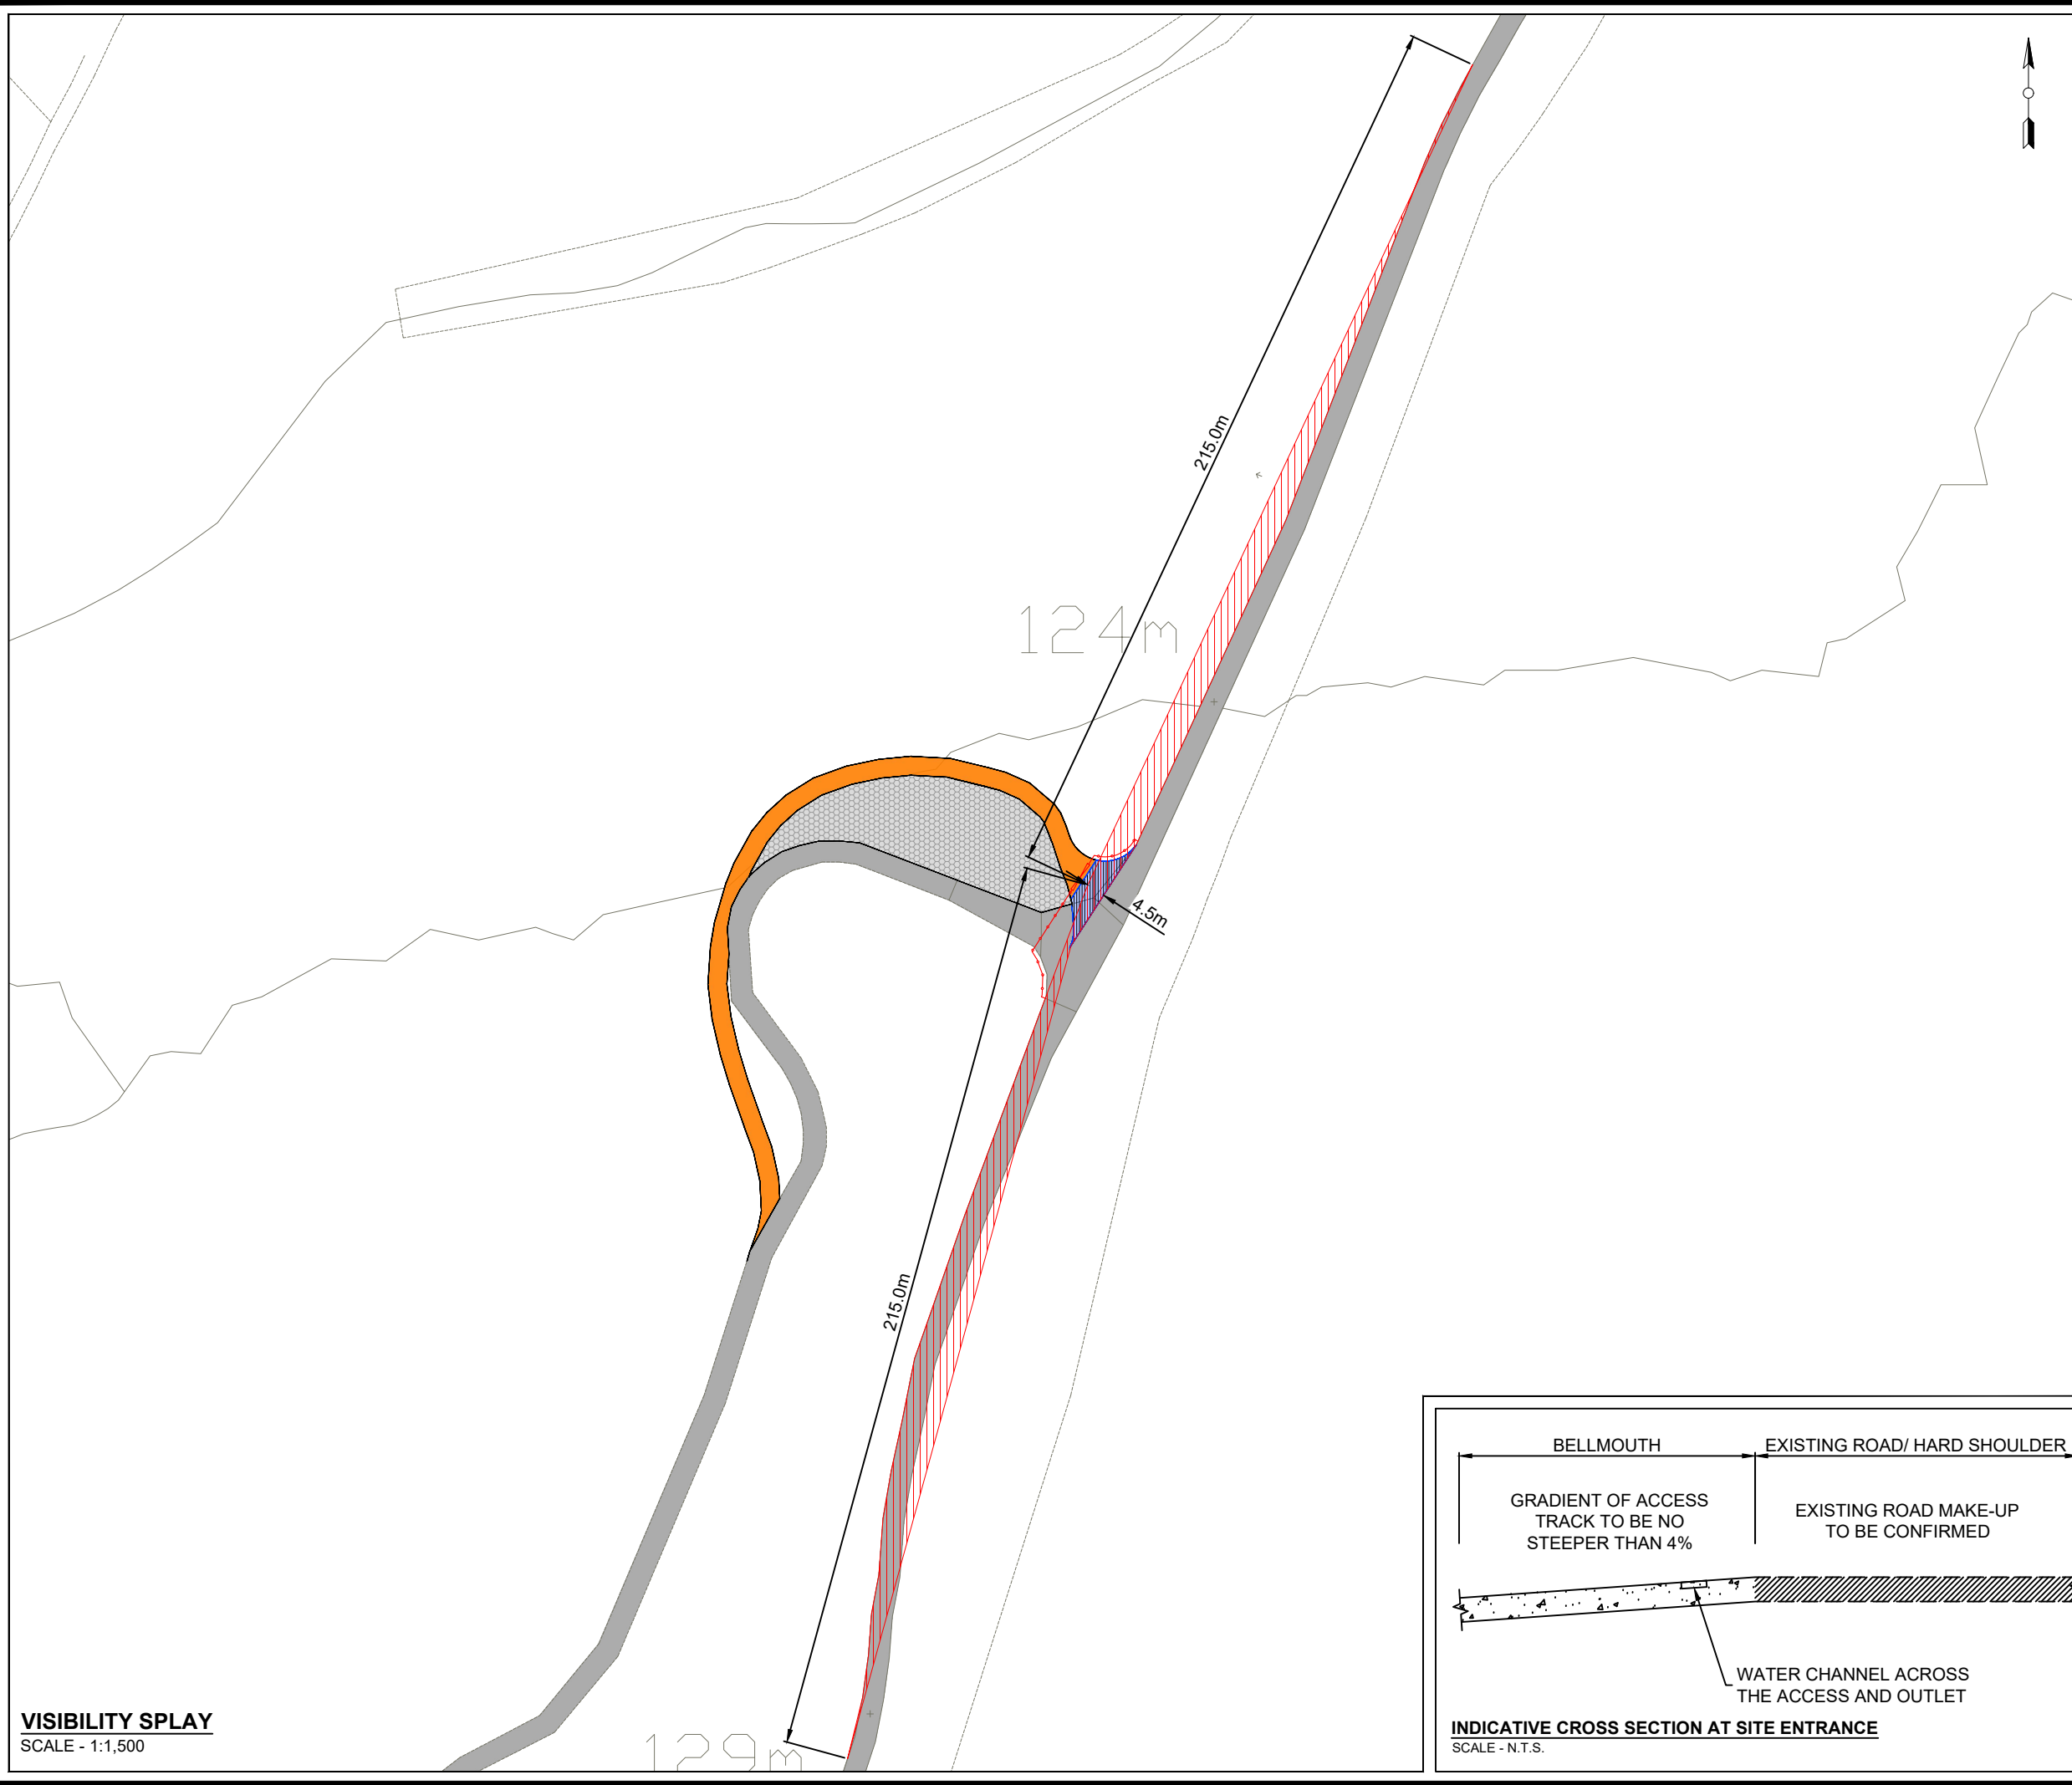 215.0m
124m
4.5m
215.0m
129m
VISIBILITY SPLAY
SCALE - 1:1,500
BELLMOUTH
EXISTING ROAD/ HARD SHOULDER
GRADIENT OF ACCESS
TRACK TO BE NO
STEEPER THAN 4%
EXISTING ROAD MAKE-UP
TO BE CONFIRMED
WATER CHANNEL ACROSS
THE ACCESS AND OUTLET
INDICATIVE CROSS SECTION AT SITE ENTRANCE
SCALE - N.T.S.